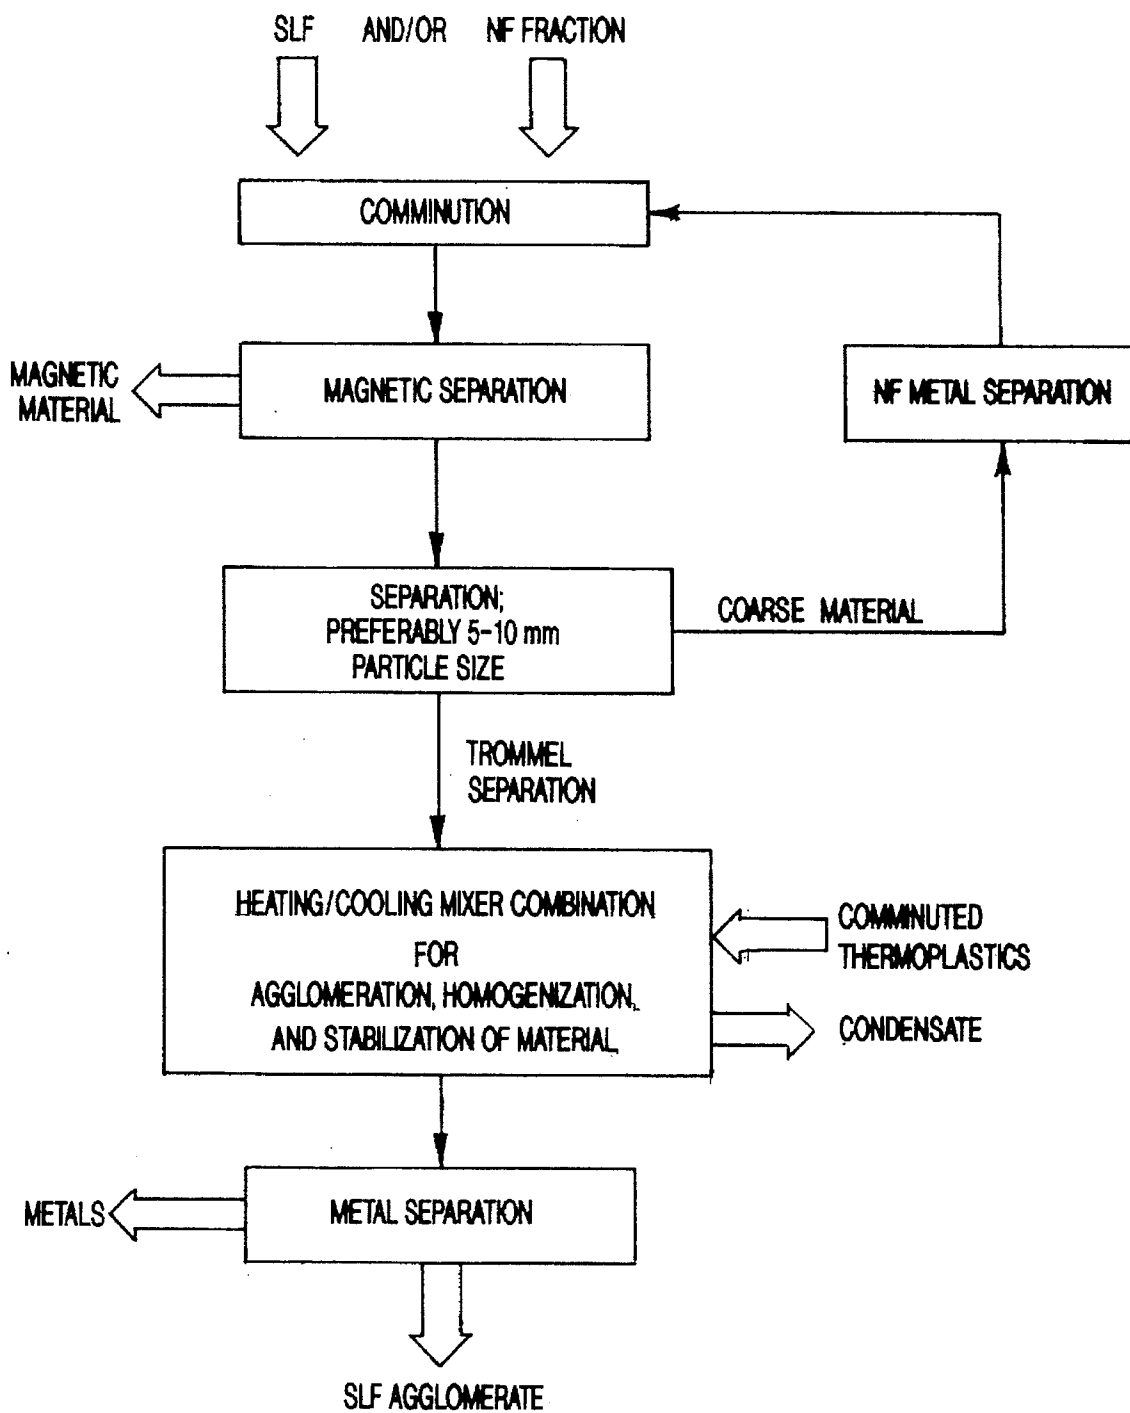 SLF AND/OR NF FRACTION
COMMINUTION
MAGNETIC
MATERIAL
MAGNETIC SEPARATION
NF METAL SEPARATION
SEPARATION;
PREFERABLY 5-10 mm
PARTICLE SIZE
COARSE MATERIAL
TROMMEL
SEPARATION
HEATING/COOLING MIXER COMBINATION
FOR
AGGLOMERATION, HOMOGENIZATION,
AND STABILIZATION OF MATERIAL
COMMINUTED
THERMOPLASTICS
CONDENSATE
METALS
METAL SEPARATION
SLF AGGLOMERATE